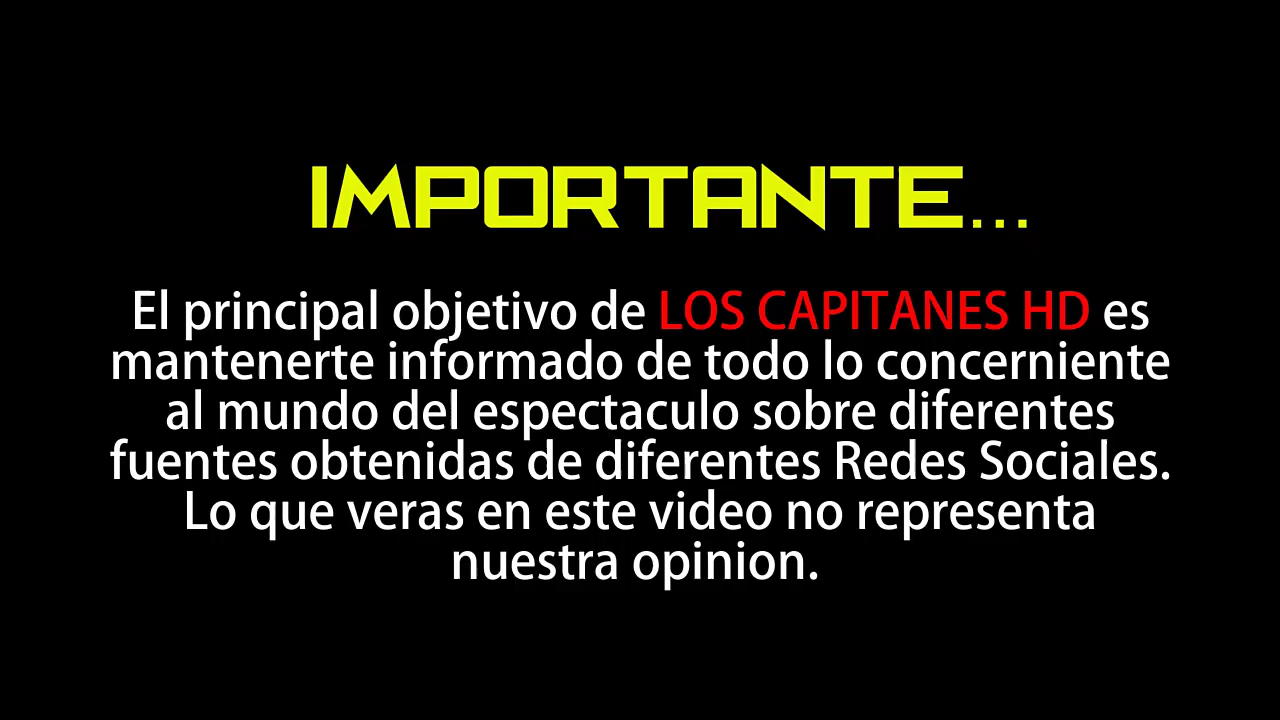 IMPORTANTE...
El principal objetivo de LOS CAPITANES HD es
mantenerte informado de todo lo concerniente
al mundo del espectaculo sobre diferentes
fuentes obtenidas de diferentes Redes Sociales.
Lo que veras en este video no representa
nuestra opinion.